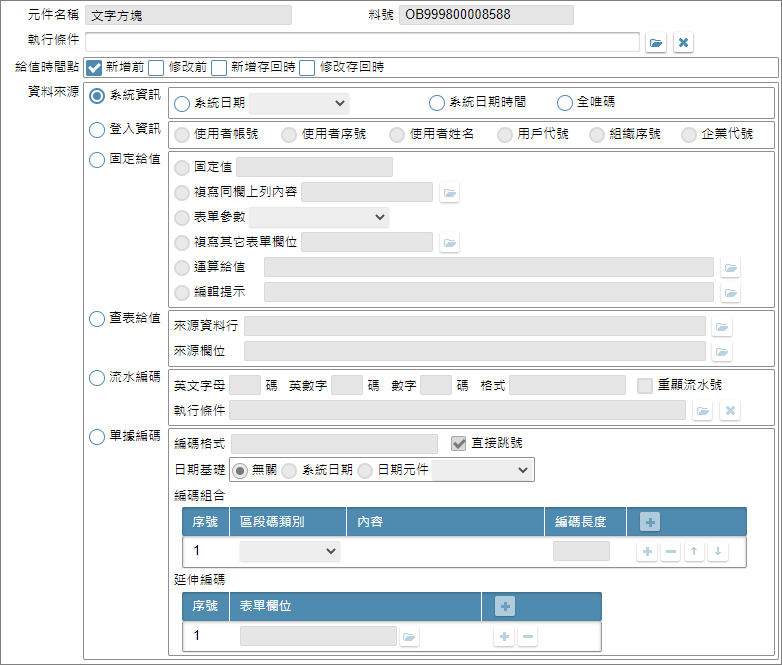 元件名稱 文字方塊 料號 OB999800008588
執行條件
給值時間點 新增前 修改前 新增存回時 修改存回時
資料來源 系統資訊 系統日期 系統日期時間 全唯碼
登入資訊 使用者帳號 使用者序號 使用者姓名 用戶代號 組織序號 企業代號
固定給值 固定值
複寫同欄上列內容
表單參數
複寫其它表單欄位
運算給值
編輯提示
查表給值 來源資料行
來源欄位
流水編碼 英文字母 碼 英數字 碼 數字 碼 格式 重顯流水號
執行條件
單據編碼 編碼格式 直接跳號
日期基礎 無關 系統日期 日期元件
編碼組合
序號 區段碼類別 內容 編碼長度
1
延伸編碼
序號 表單欄位
1